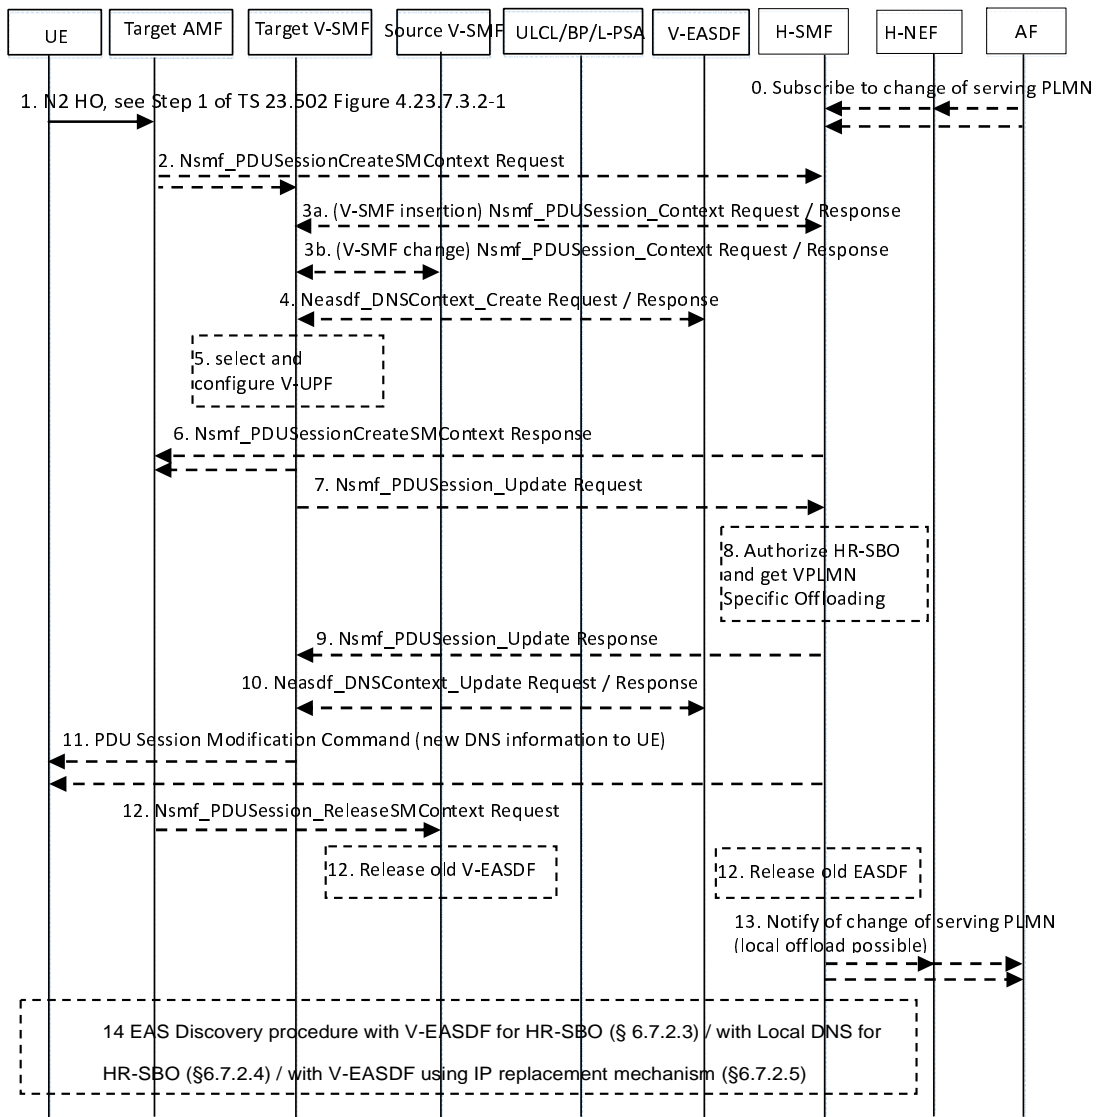 UE
Target AMF
Target V-SMF
Source V-SMF
ULCL/BP/L-PSA
V-EASDF
H-SMF
H-NEF
AF
0. Subscribe to change of serving PLMN
1. N2 HO, see Step 1 of TS 23.502 Figure 4.23.7.3.2-1
2. Nsmf_PDUSessionCreateSMContext Request
3a. (V-SMF insertion) Nsmf_PDUSession_Context Request / Response
3b. (V-SMF change) Nsmf_PDUSession_Context Request / Response
4. Neasdf_DNSContext_Create Request / Response
5. select and
configure V-UPF
6. Nsmf_PDUSessionCreateSMContext Response
7. Nsmf_PDUSession_Update Request
8. Authorize HR-SBO
and get VPLMN
Specific Offloading
9. Nsmf_PDUSession_Update Response
10. Neasdf_DNSContext_Update Request / Response
11. PDU Session Modification Command (new DNS information to UE)
12. Nsmf_PDUSession_ReleaseSMContext Request
12. Release old V-EASDF
12. Release old EASDF
13. Notify of change of serving PLMN
(local offload possible)
14 EAS Discovery procedure with V-EASDF for HR-SBO (§ 6.7.2.3) / with Local DNS for
HR-SBO (§6.7.2.4) / with V-EASDF using IP replacement mechanism (§6.7.2.5)